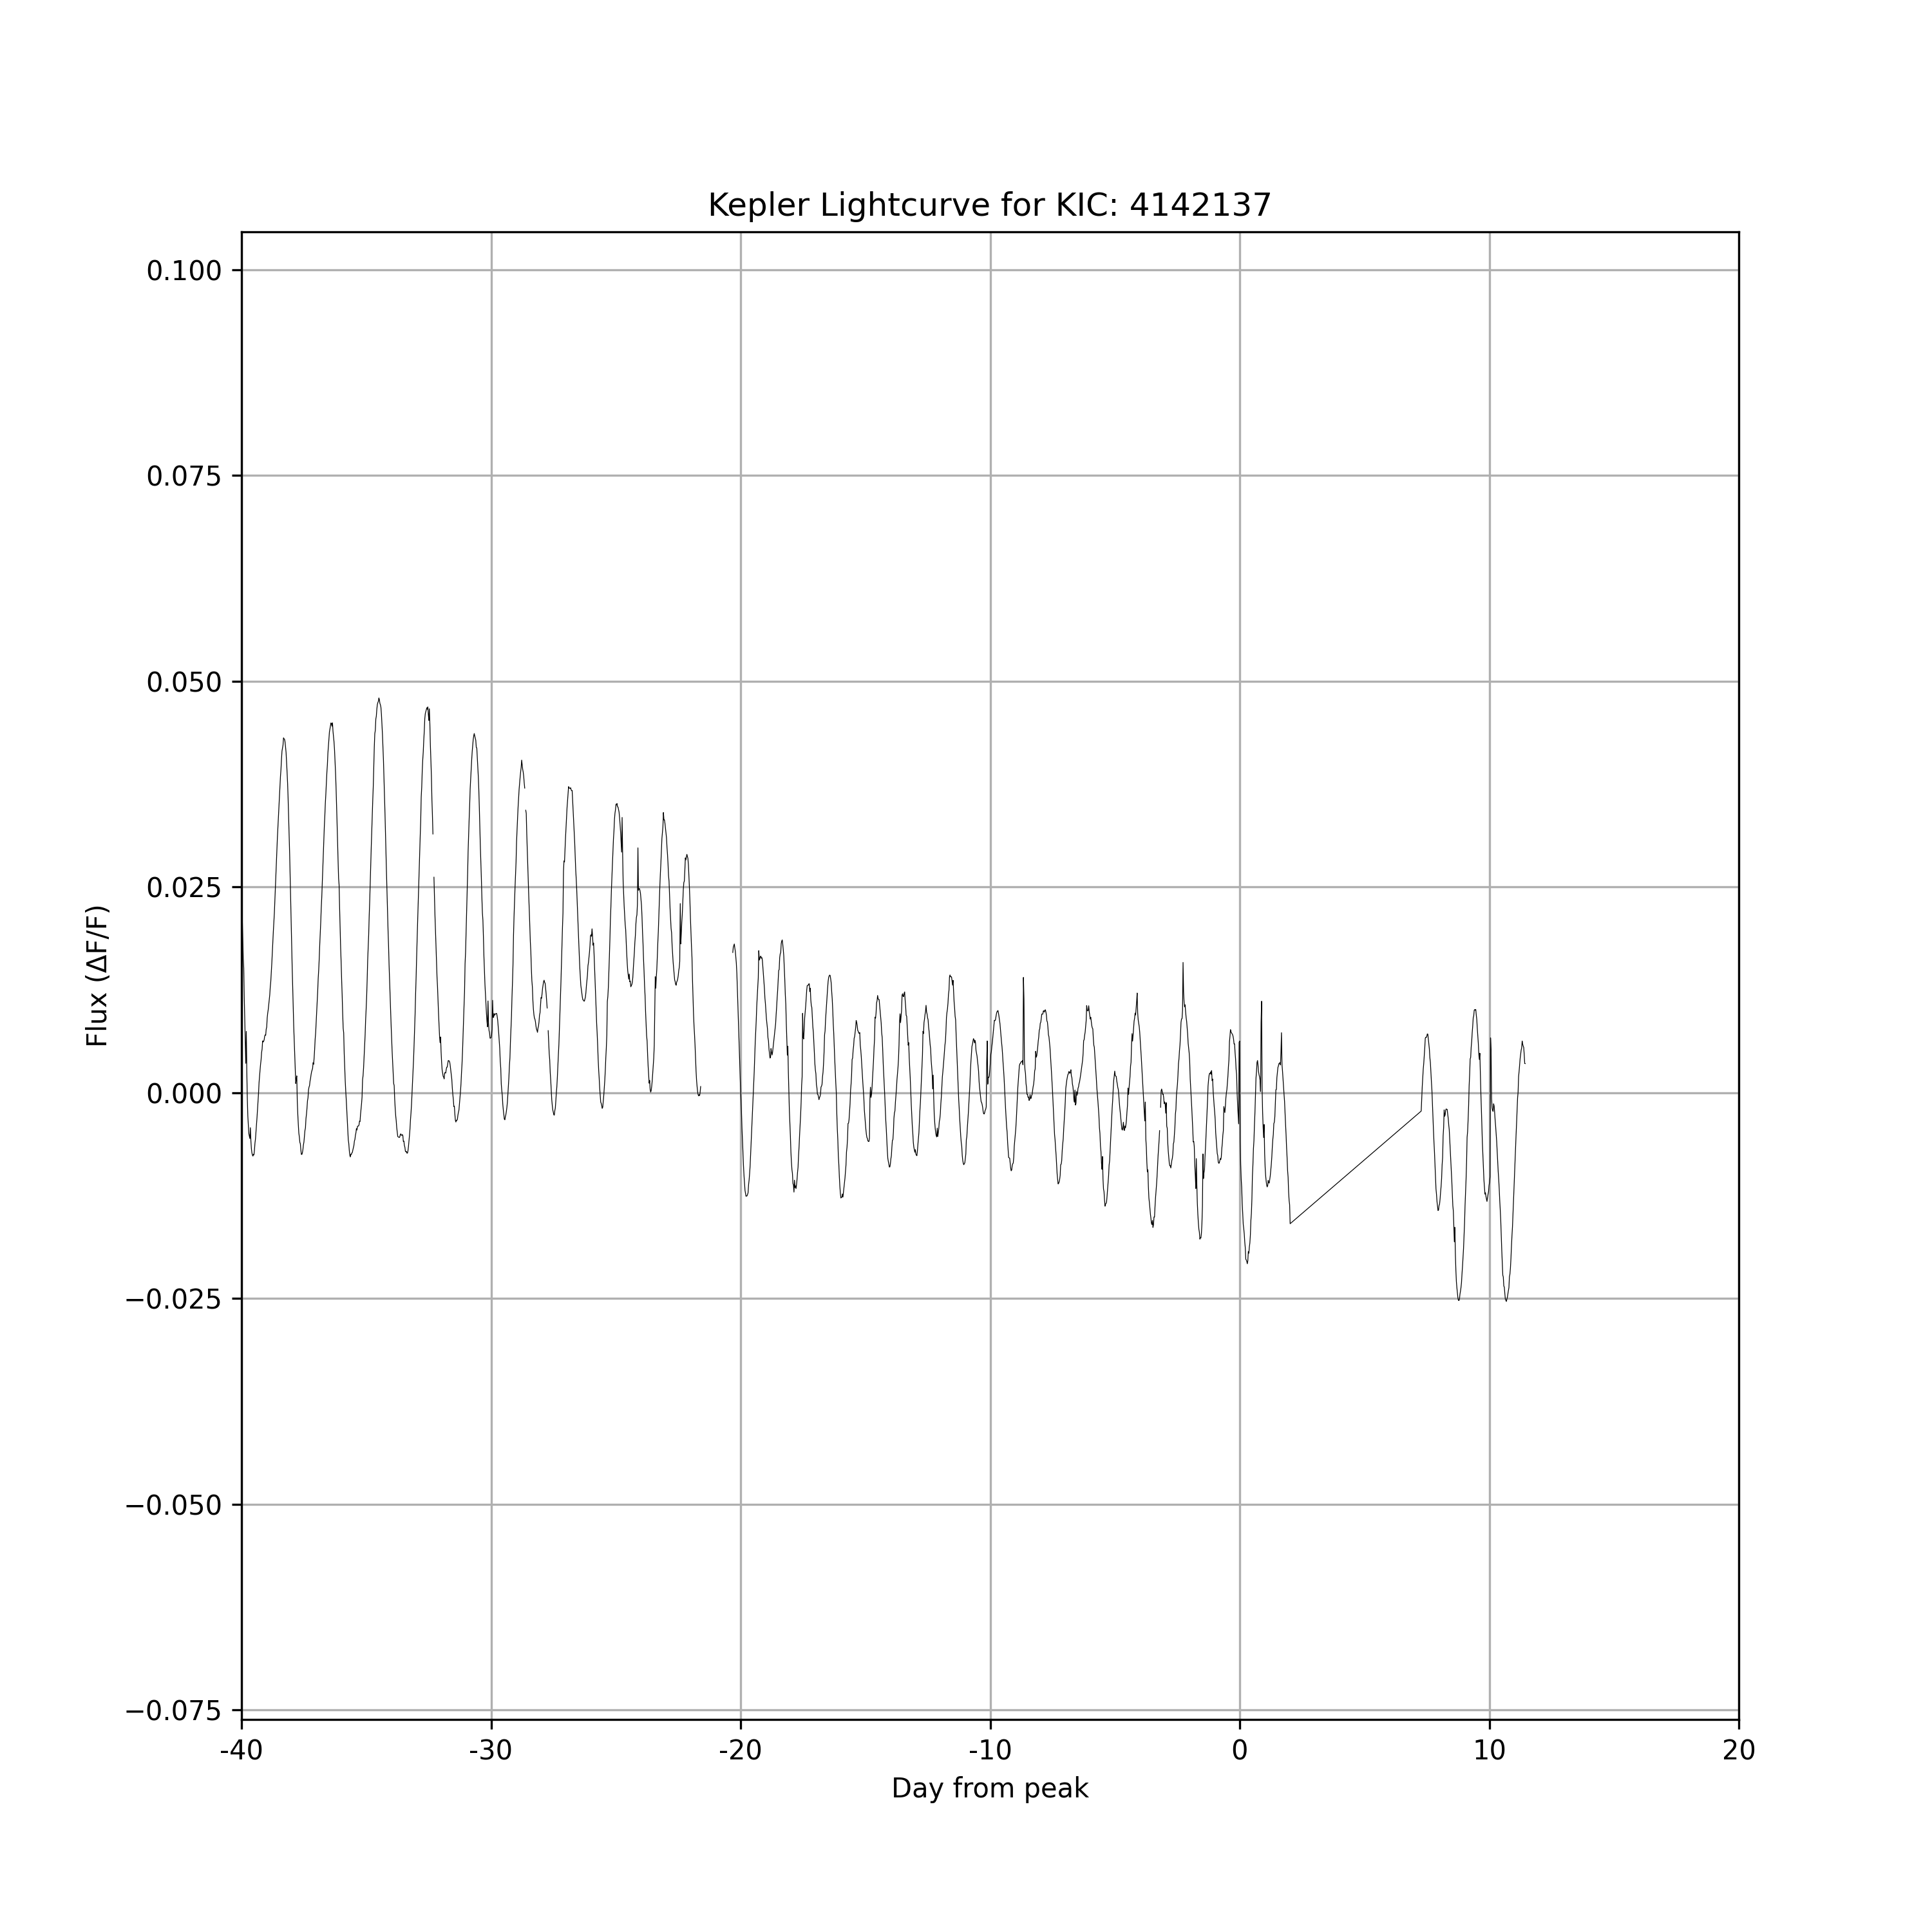 Kepler Lightcurve for KIC: 4142137
0.100
0.075
0.050
0.025
0.000
−0.025
−0.050
−0.075
Flux (ΔF/F)
-40 -30 -20 -10 0 10 20
Day from peak